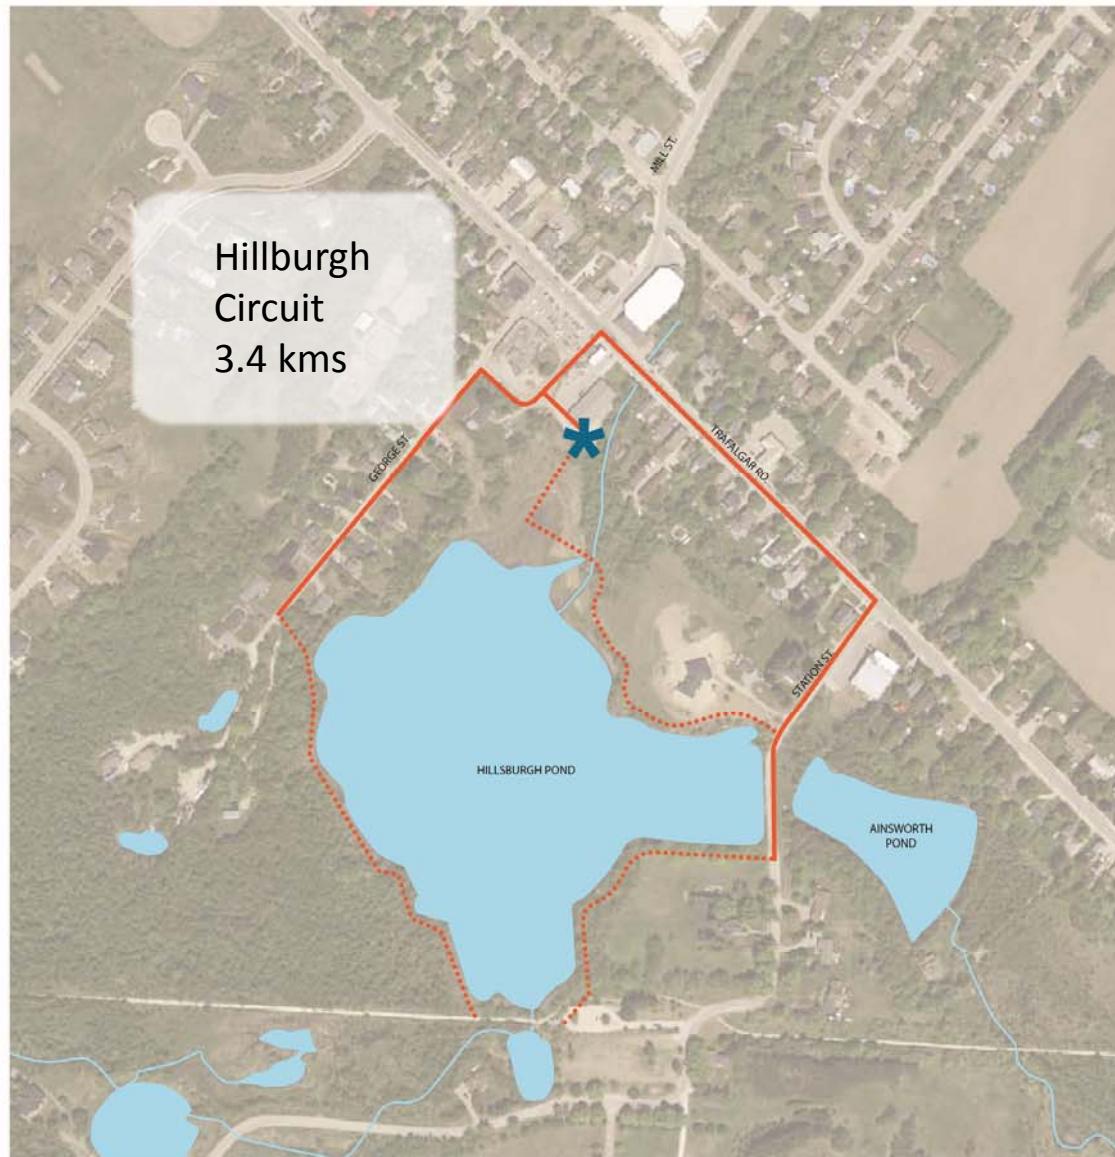 MILL ST.
Hillburgh
Circuit
3.4 kms
GEORGE ST.
TRAFALGAR RD.
STATION ST.
HILLSBURGH POND
AINSWORTH
POND